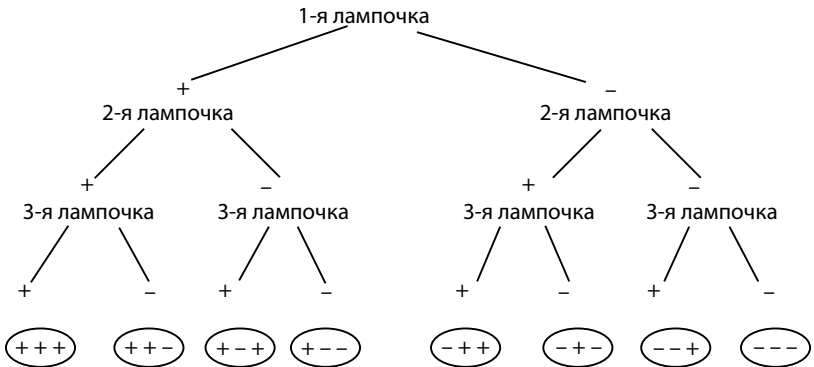 1-я лампочка
+ –
2-я лампочка 2-я лампочка
+ – + –
3-я лампочка 3-я лампочка 3-я лампочка 3-я лампочка
+ – + – + – + –
+ + + + + – + – + + – – – + + – + – – – + – – –